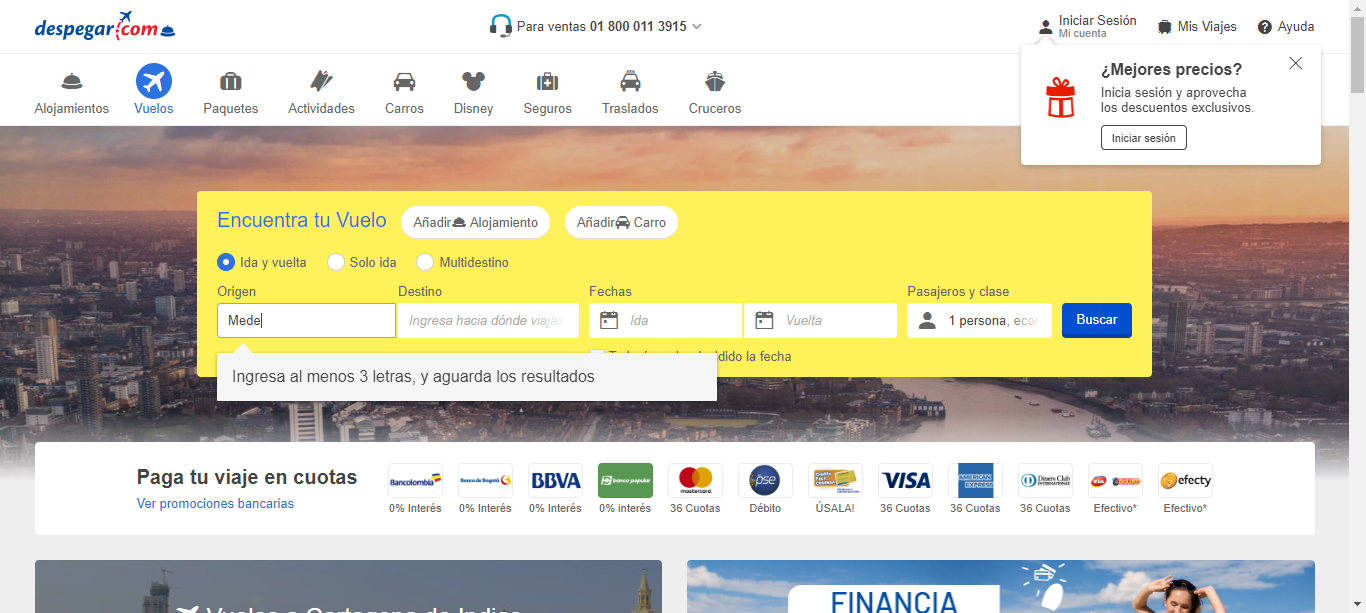 despegar.com
Para ventas 01 800 011 3915
Iniciar Sesión
Mi cuenta
Mis Viajes
Ayuda
¿Mejores precios?
Inicia sesión y aprovecha
los descuentos exclusivos.
Iniciar sesión
Alojamientos
Vuelos
Paquetes
Actividades
Carros
Disney
Seguros
Traslados
Cruceros
Encuentra tu Vuelo
Añadir Alojamiento
Añadir Carro
Ida y vuelta
Solo ida
Multidestino
Origen
Destino
Fechas
Pasajeros y clase
Mede
Ingresa hacia dónde viajas
Ida
Vuelta
1 persona, econ
Buscar
la fecha
Ingresa al menos 3 letras, y aguarda los resultados
Paga tu viaje en cuotas
Ver promociones bancarias
Bancolombia
Banco de Bogotá
BBVA
banco popular
mastercard
pse
VISA
AMERICAN EXPRESS
Diners Club
INTERNATIONAL
via
efecty
0% Interés
0% Interés
0% Interés
0% interés
36 Cuotas
Débito
ÚSALA!
36 Cuotas
36 Cuotas
36 Cuotas
Efectivo*
Efectivo*
Vuelos a Cartagena de Indias
FINANCIA